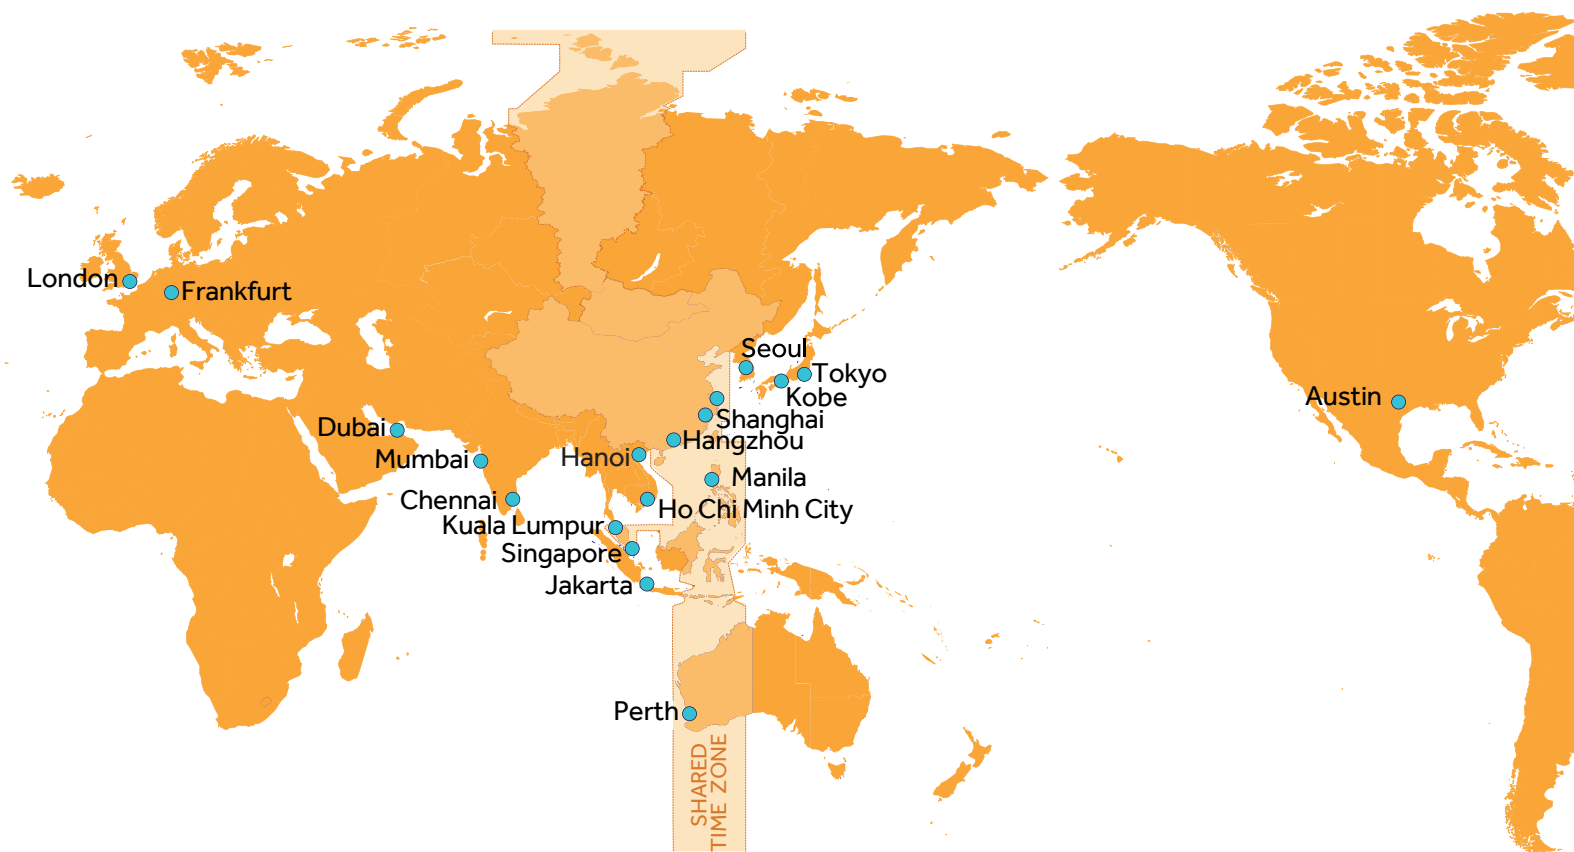 London
Frankfurt
Seoul
Tokyo
Kobe
Austin
Shanghai
Dubai
Hangzhou
Hanoi
Mumbai
Manila
Chennai
Ho Chi Minh City
Kuala Lumpur
Singapore
Jakarta
Perth
SHARED
TIME ZONE